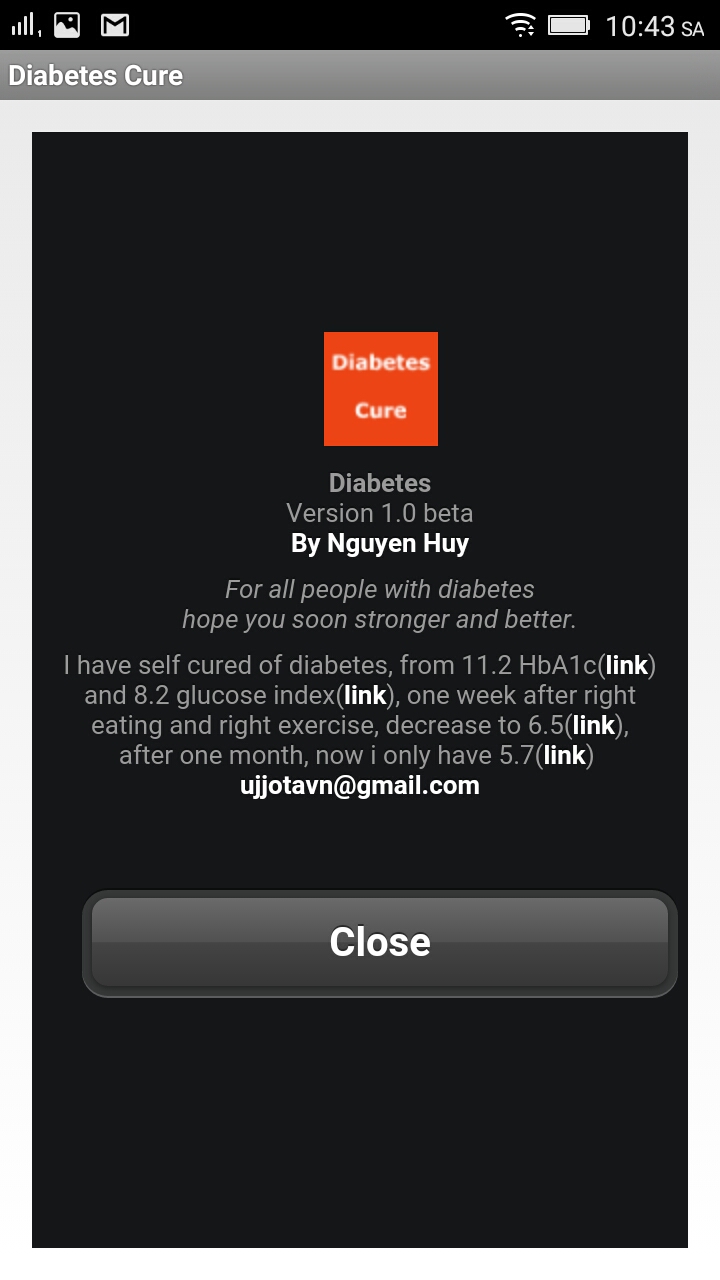 10:43 SA
Diabetes Cure
Diabetes
Cure
Diabetes
Version 1.0 beta
By Nguyen Huy
For all people with diabetes
hope you soon stronger and better.
I have self cured of diabetes, from 11.2 HbA1c(link)
and 8.2 glucose index(link), one week after right
eating and right exercise, decrease to 6.5(link),
after one month, now i only have 5.7(link)
ujjotavn@gmail.com
Close